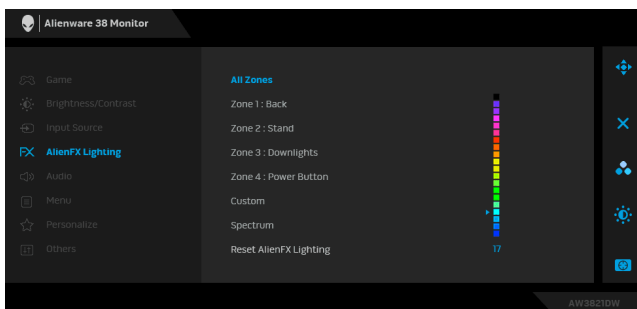 Alienware 38 Monitor
Game
Brightness/Contrast
Input Source
FX AlienFX Lighting
Audio
Menu
Personalize
Others
All Zones
Zone 1 : Back
Zone 2 : Stand
Zone 3 : Downlights
Zone 4 : Power Button
Custom
Spectrum
Reset AlienFX Lighting
17
AW3821DW